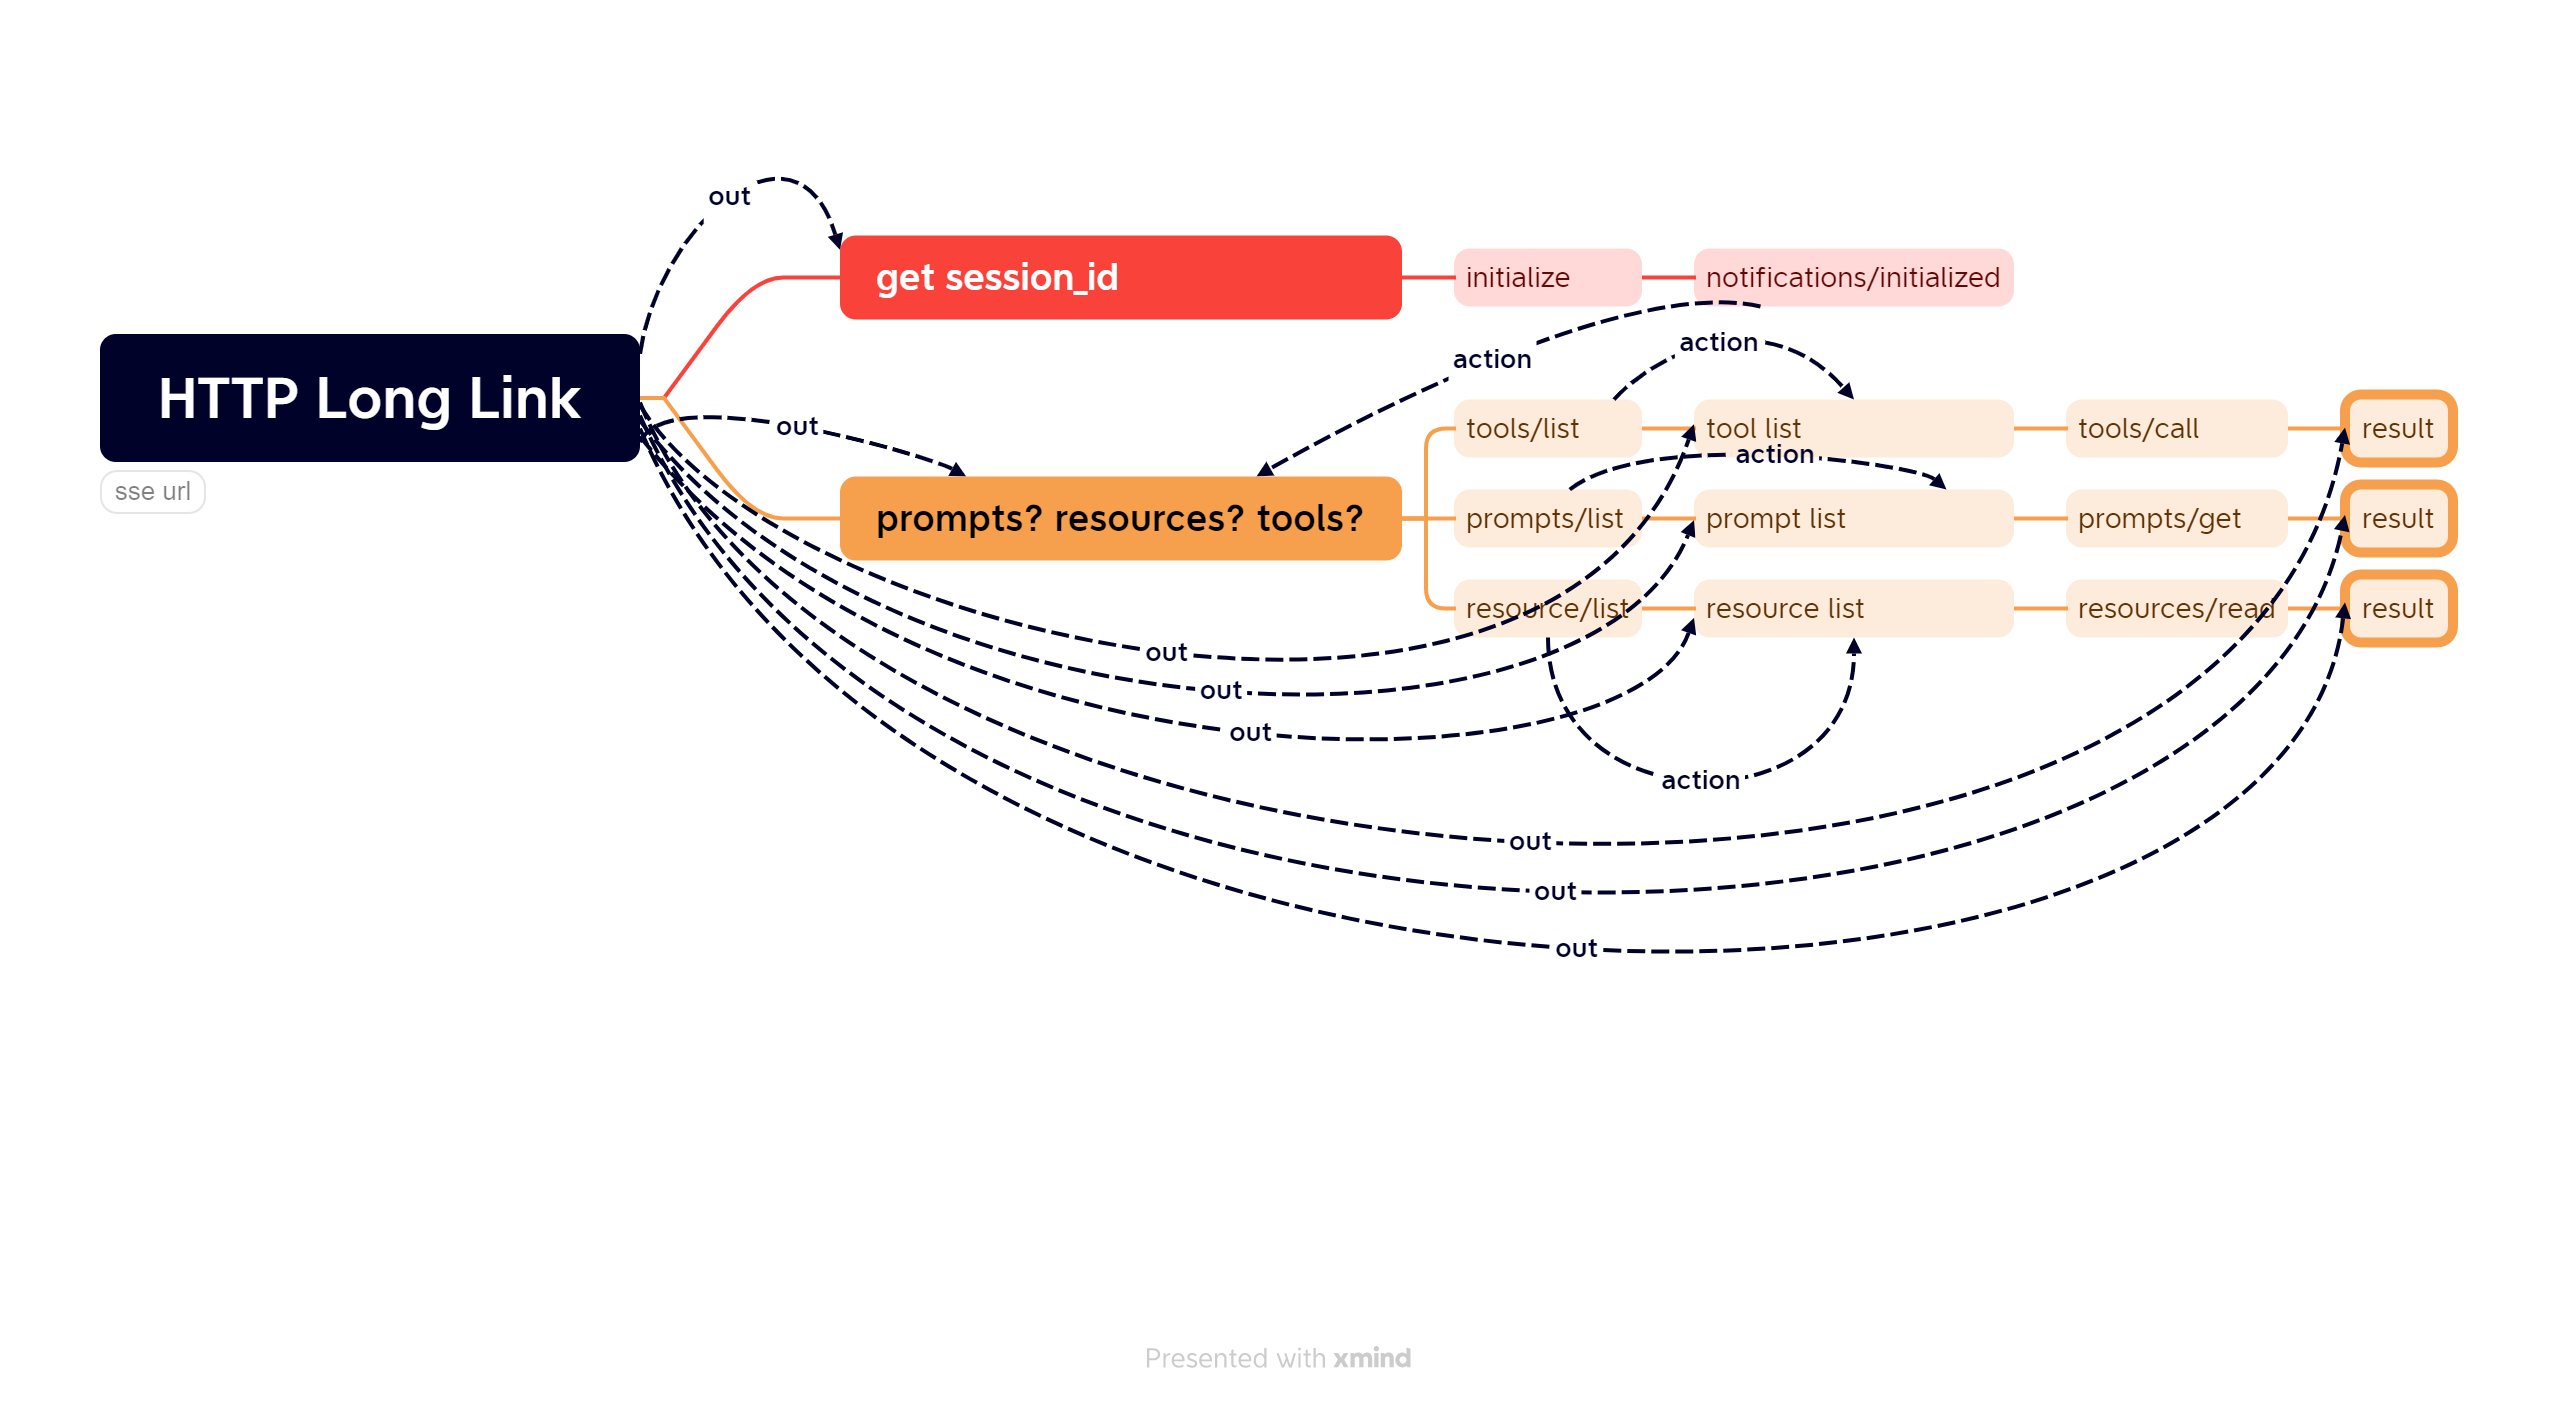 out
get session_id
initialize
notifications/initialized
action
action
HTTP Long Link
sse url
out
tools/list
tool list
tools/call
result
action
prompts? resources? tools?
prompts/list
prompt list
prompts/get
result
resource/list
resource list
resources/read
result
out
out
out
action
out
out
out
Presented with xmind